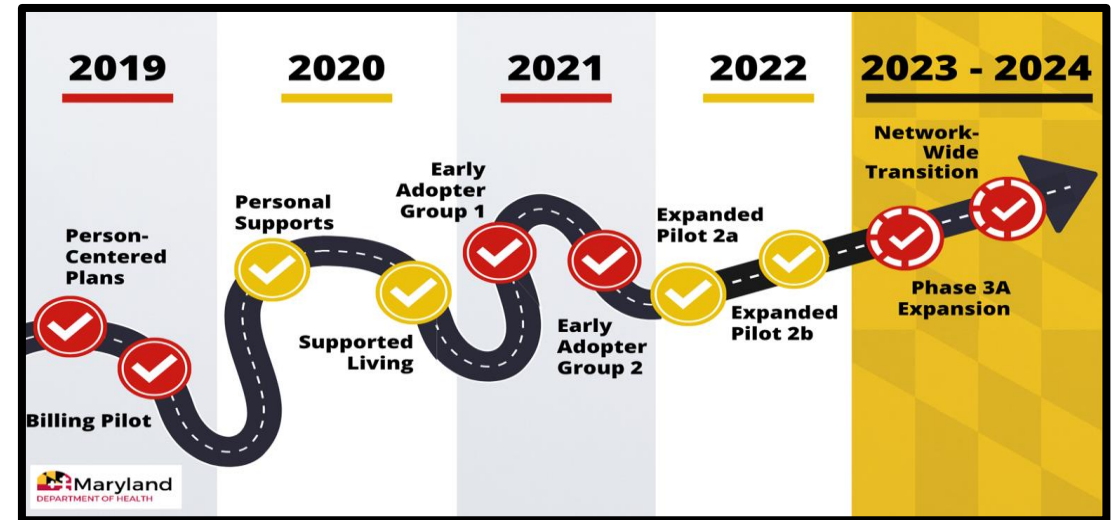 2019
2020
2021
2022
2023 - 2024
Person-
Centered
Plans
Billing Pilot
Personal
Supports
Supported
Living
Early
Adopter
Group 1
Early
Adopter
Group 2
Expanded
Pilot 2a
Expanded
Pilot 2b
Network-
Wide
Transition
Phase 3A
Expansion
Maryland
DEPARTMENT OF HEALTH